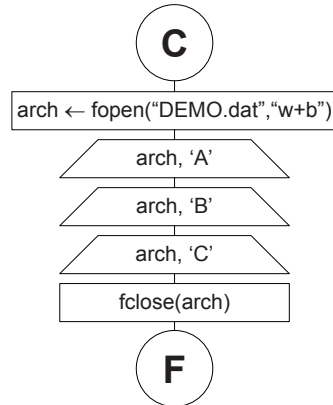 C
arch ← fopen(“DEMO.dat”,“w+b”)
arch, ‘A’
arch, ‘B’
arch, ‘C’
fclose(arch)
F